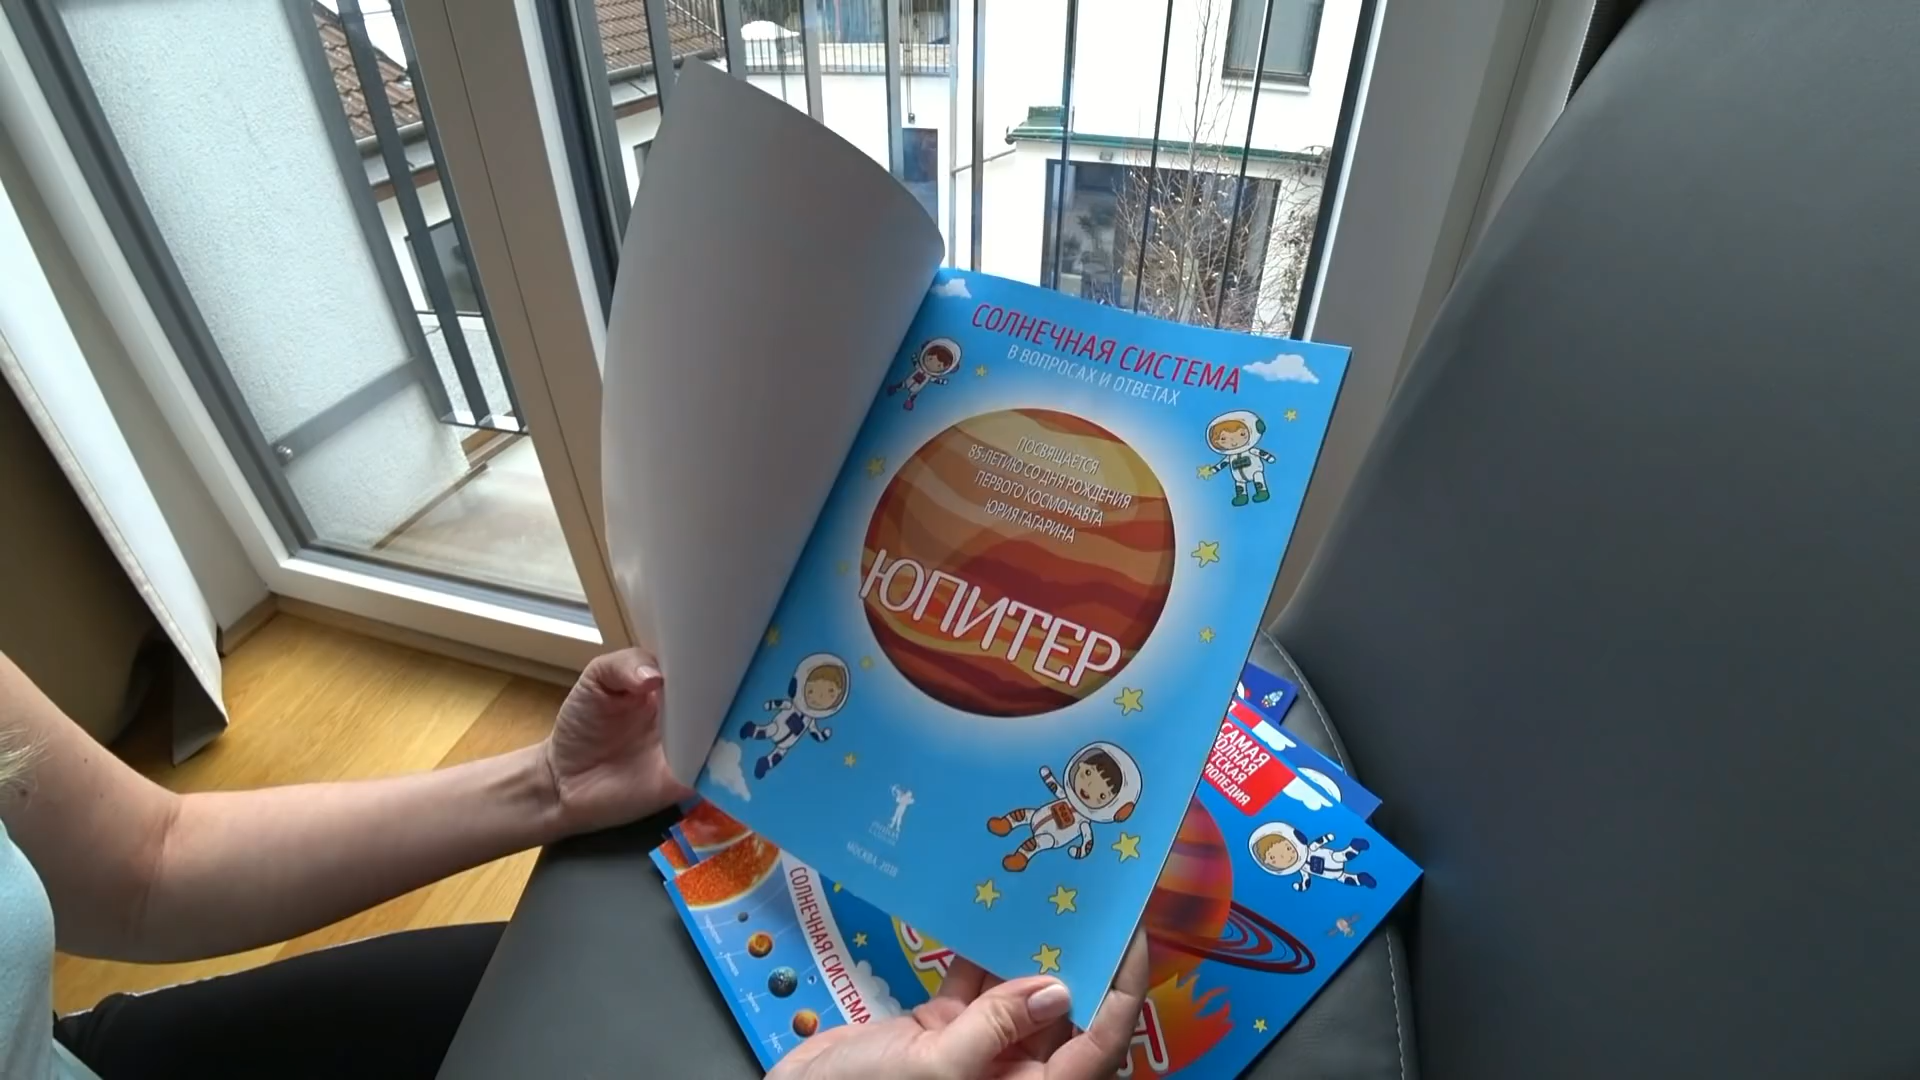 СОЛНЕЧНАЯ СИСТЕМА
В ВОПРОСАХ И ОТВЕТАХ
ПОСВЯЩАЕТСЯ
85-ЛЕТИЮ СО ДНЯ РОЖДЕНИЯ
ПЕРВОГО КОСМОНАВТА
ЮРИЯ ГАГАРИНА
ЮПИТЕР
МОСКВА, 2018
САМАЯ
СОЛНЕЧНАЯ СИСТЕМА